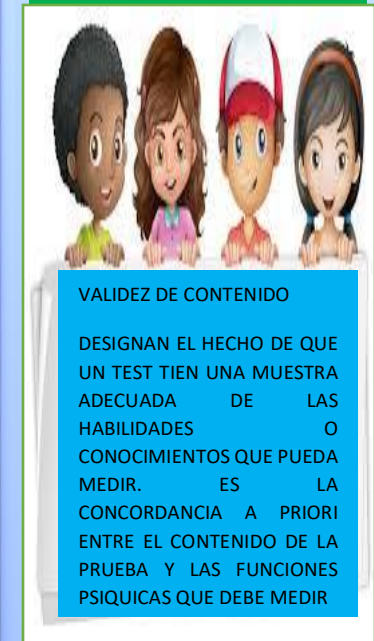 VALIDEZ DE CONTENIDO
DESIGNAN EL HECHO DE QUE
UN TEST TIEN UNA MUESTRA
ADECUADA DE LAS
HABILIDADES O
CONOCIMIENTOS QUE PUEDA
MEDIR. ES LA
CONCORDANCIA A PRIORI
ENTRE EL CONTENIDO DE LA
PRUEBA Y LAS FUNCIONES
PSIQUICAS QUE DEBE MEDIR